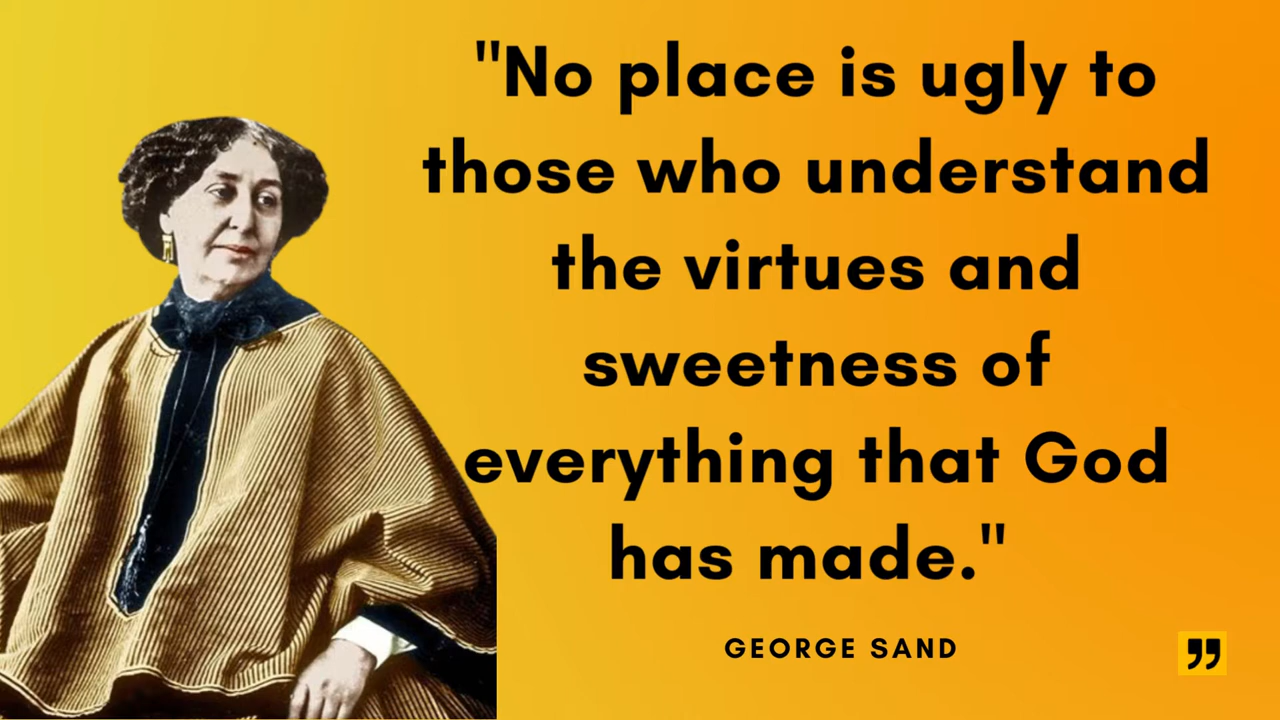 "No place is ugly to
those who understand
the virtues and
sweetness of
everything that God
has made."
GEORGE SAND